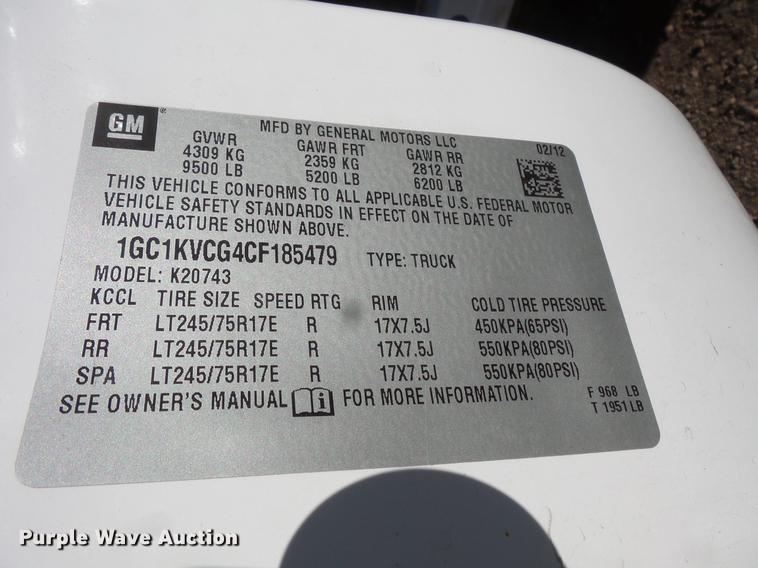 GM
MFD BY GENERAL MOTORS LLC 02/12
GVWR GAWR FRT GAWR RR
4309 KG 2359 KG 2812 KG
9500 LB 5200 LB 6200 LB
THIS VEHICLE CONFORMS TO ALL APPLICABLE U.S. FEDERAL MOTOR
VEHICLE SAFETY STANDARDS IN EFFECT ON THE DATE OF
MANUFACTURE SHOWN ABOVE.
1GC1KVCG4CF185479 TYPE: TRUCK
MODEL: K20743
KCCL TIRE SIZE SPEED RTG RIM COLD TIRE PRESSURE
FRT LT245/75R17E R 17X7.5J 450KPA(65PSI)
RR LT245/75R17E R 17X7.5J 550KPA(80PSI)
SPA LT245/75R17E R 17X7.5J 550KPA(80PSI)
SEE OWNER'S MANUAL i FOR MORE INFORMATION.
F 968 LB
T 1951 LB
Purple Wave Auction